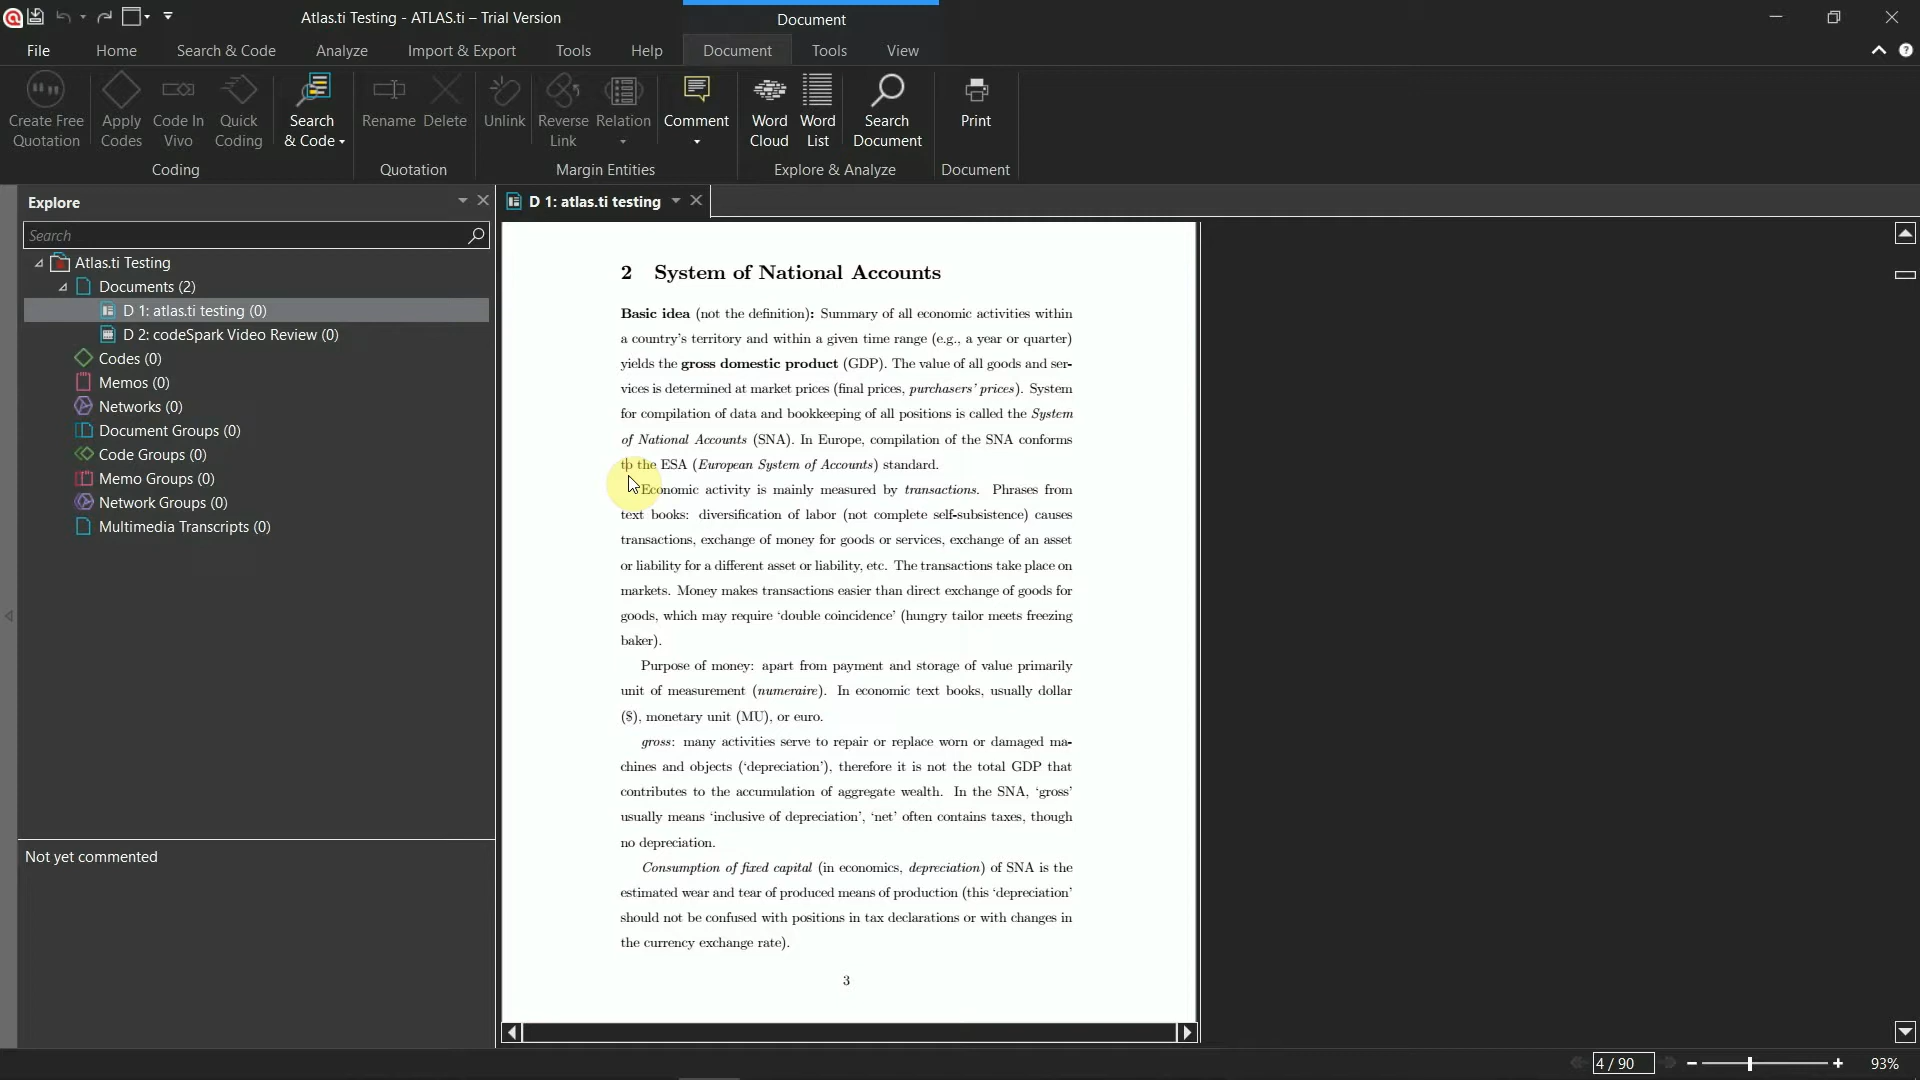 Atlas.ti Testing - ATLAS.ti – Trial Version
Document
File
Home
Search & Code
Analyze
Import & Export
Tools
Help
Document
Tools
View
Create Free
Quotation
Apply
Codes
Code In
Vivo
Quick
Coding
Search
& Code
Rename
Delete
Unlink
Reverse
Link
Relation
Comment
Word
Cloud
Word
List
Search
Document
Print
Coding
Quotation
Margin Entities
Explore & Analyze
Document
Explore
Search
Atlas.ti Testing
Documents (2)
D 1: atlas.ti testing (0)
D 2: codeSpark Video Review (0)
Codes (0)
Memos (0)
Networks (0)
Document Groups (0)
Code Groups (0)
Memo Groups (0)
Network Groups (0)
Multimedia Transcripts (0)
Not yet commented
D 1: atlas.ti testing
2 System of National Accounts
Basic idea (not the definition): Summary of all economic activities within
a country's territory and within a given time range (e.g., a year or quarter)
yields the gross domestic product (GDP). The value of all goods and ser-
vices is determined at market prices (final prices, purchasers' prices). System
for compilation of data and bookkeeping of all positions is called the System
of National Accounts (SNA). In Europe, compilation of the SNA conforms
to the ESA (European System of Accounts) standard.
Economic activity is mainly measured by transactions. Phrases from
text books: diversification of labor (not complete self-subsistence) causes
transactions, exchange of money for goods or services, exchange of an asset
or liability for a different asset or liability, etc. The transactions take place on
markets. Money makes transactions easier than direct exchange of goods for
goods, which may require ‘double coincidence’ (hungry tailor meets freezing
baker).
Purpose of money: apart from payment and storage of value primarily
unit of measurement (numeraire). In economic text books, usually dollar
($), monetary unit (MU), or euro.
gross: many activities serve to repair or replace worn or damaged ma-
chines and objects (‘depreciation’), therefore it is not the total GDP that
contributes to the accumulation of aggregate wealth. In the SNA, ‘gross’
usually means ‘inclusive of depreciation’, ‘net’ often contains taxes, though
no depreciation.
Consumption of fixed capital (in economics, depreciation) of SNA is the
estimated wear and tear of produced means of production (this ‘depreciation’
should not be confused with positions in tax declarations or with changes in
the currency exchange rate).
3
4 / 90
93%